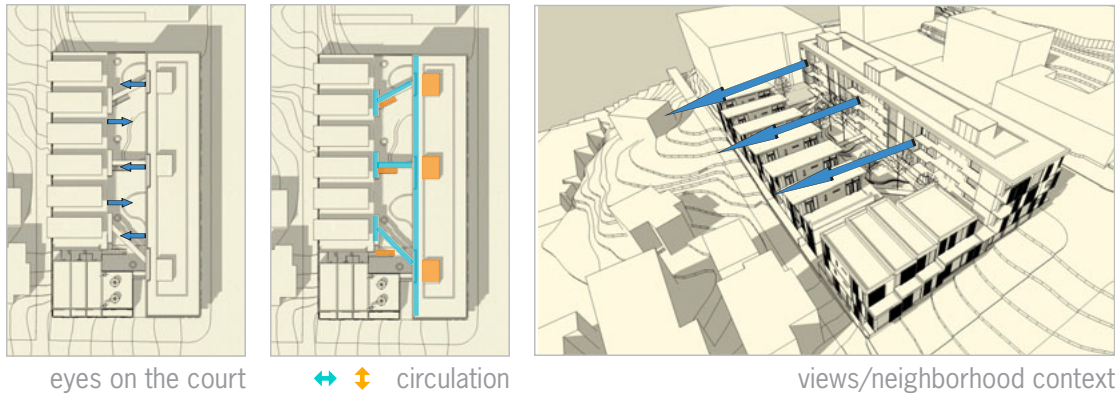 eyes on the court
circulation
views/neighborhood context